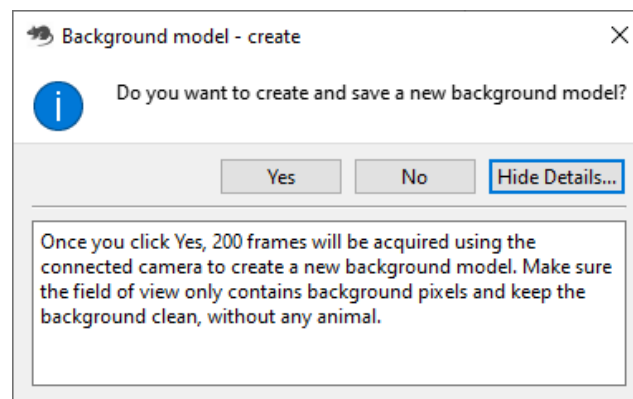 Background model - create
Do you want to create and save a new background model?
Yes
No
Hide Details...
Once you click Yes, 200 frames will be acquired using the
connected camera to create a new background model. Make sure
the field of view only contains background pixels and keep the
background clean, without any animal.